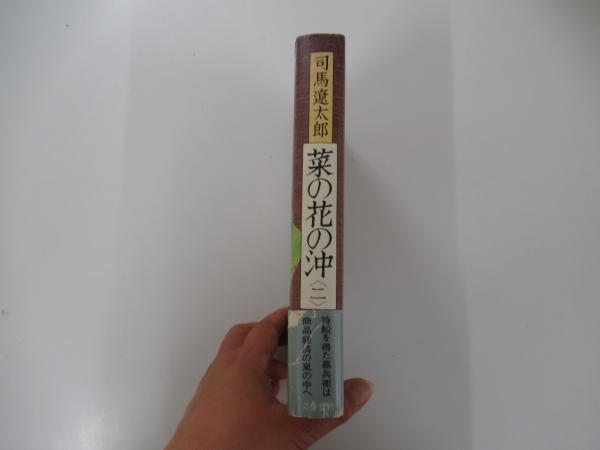 司馬遼太郎
菜の花の沖
〈二〉
持船を得た嘉兵衛は
商品経済の嵐の中へ